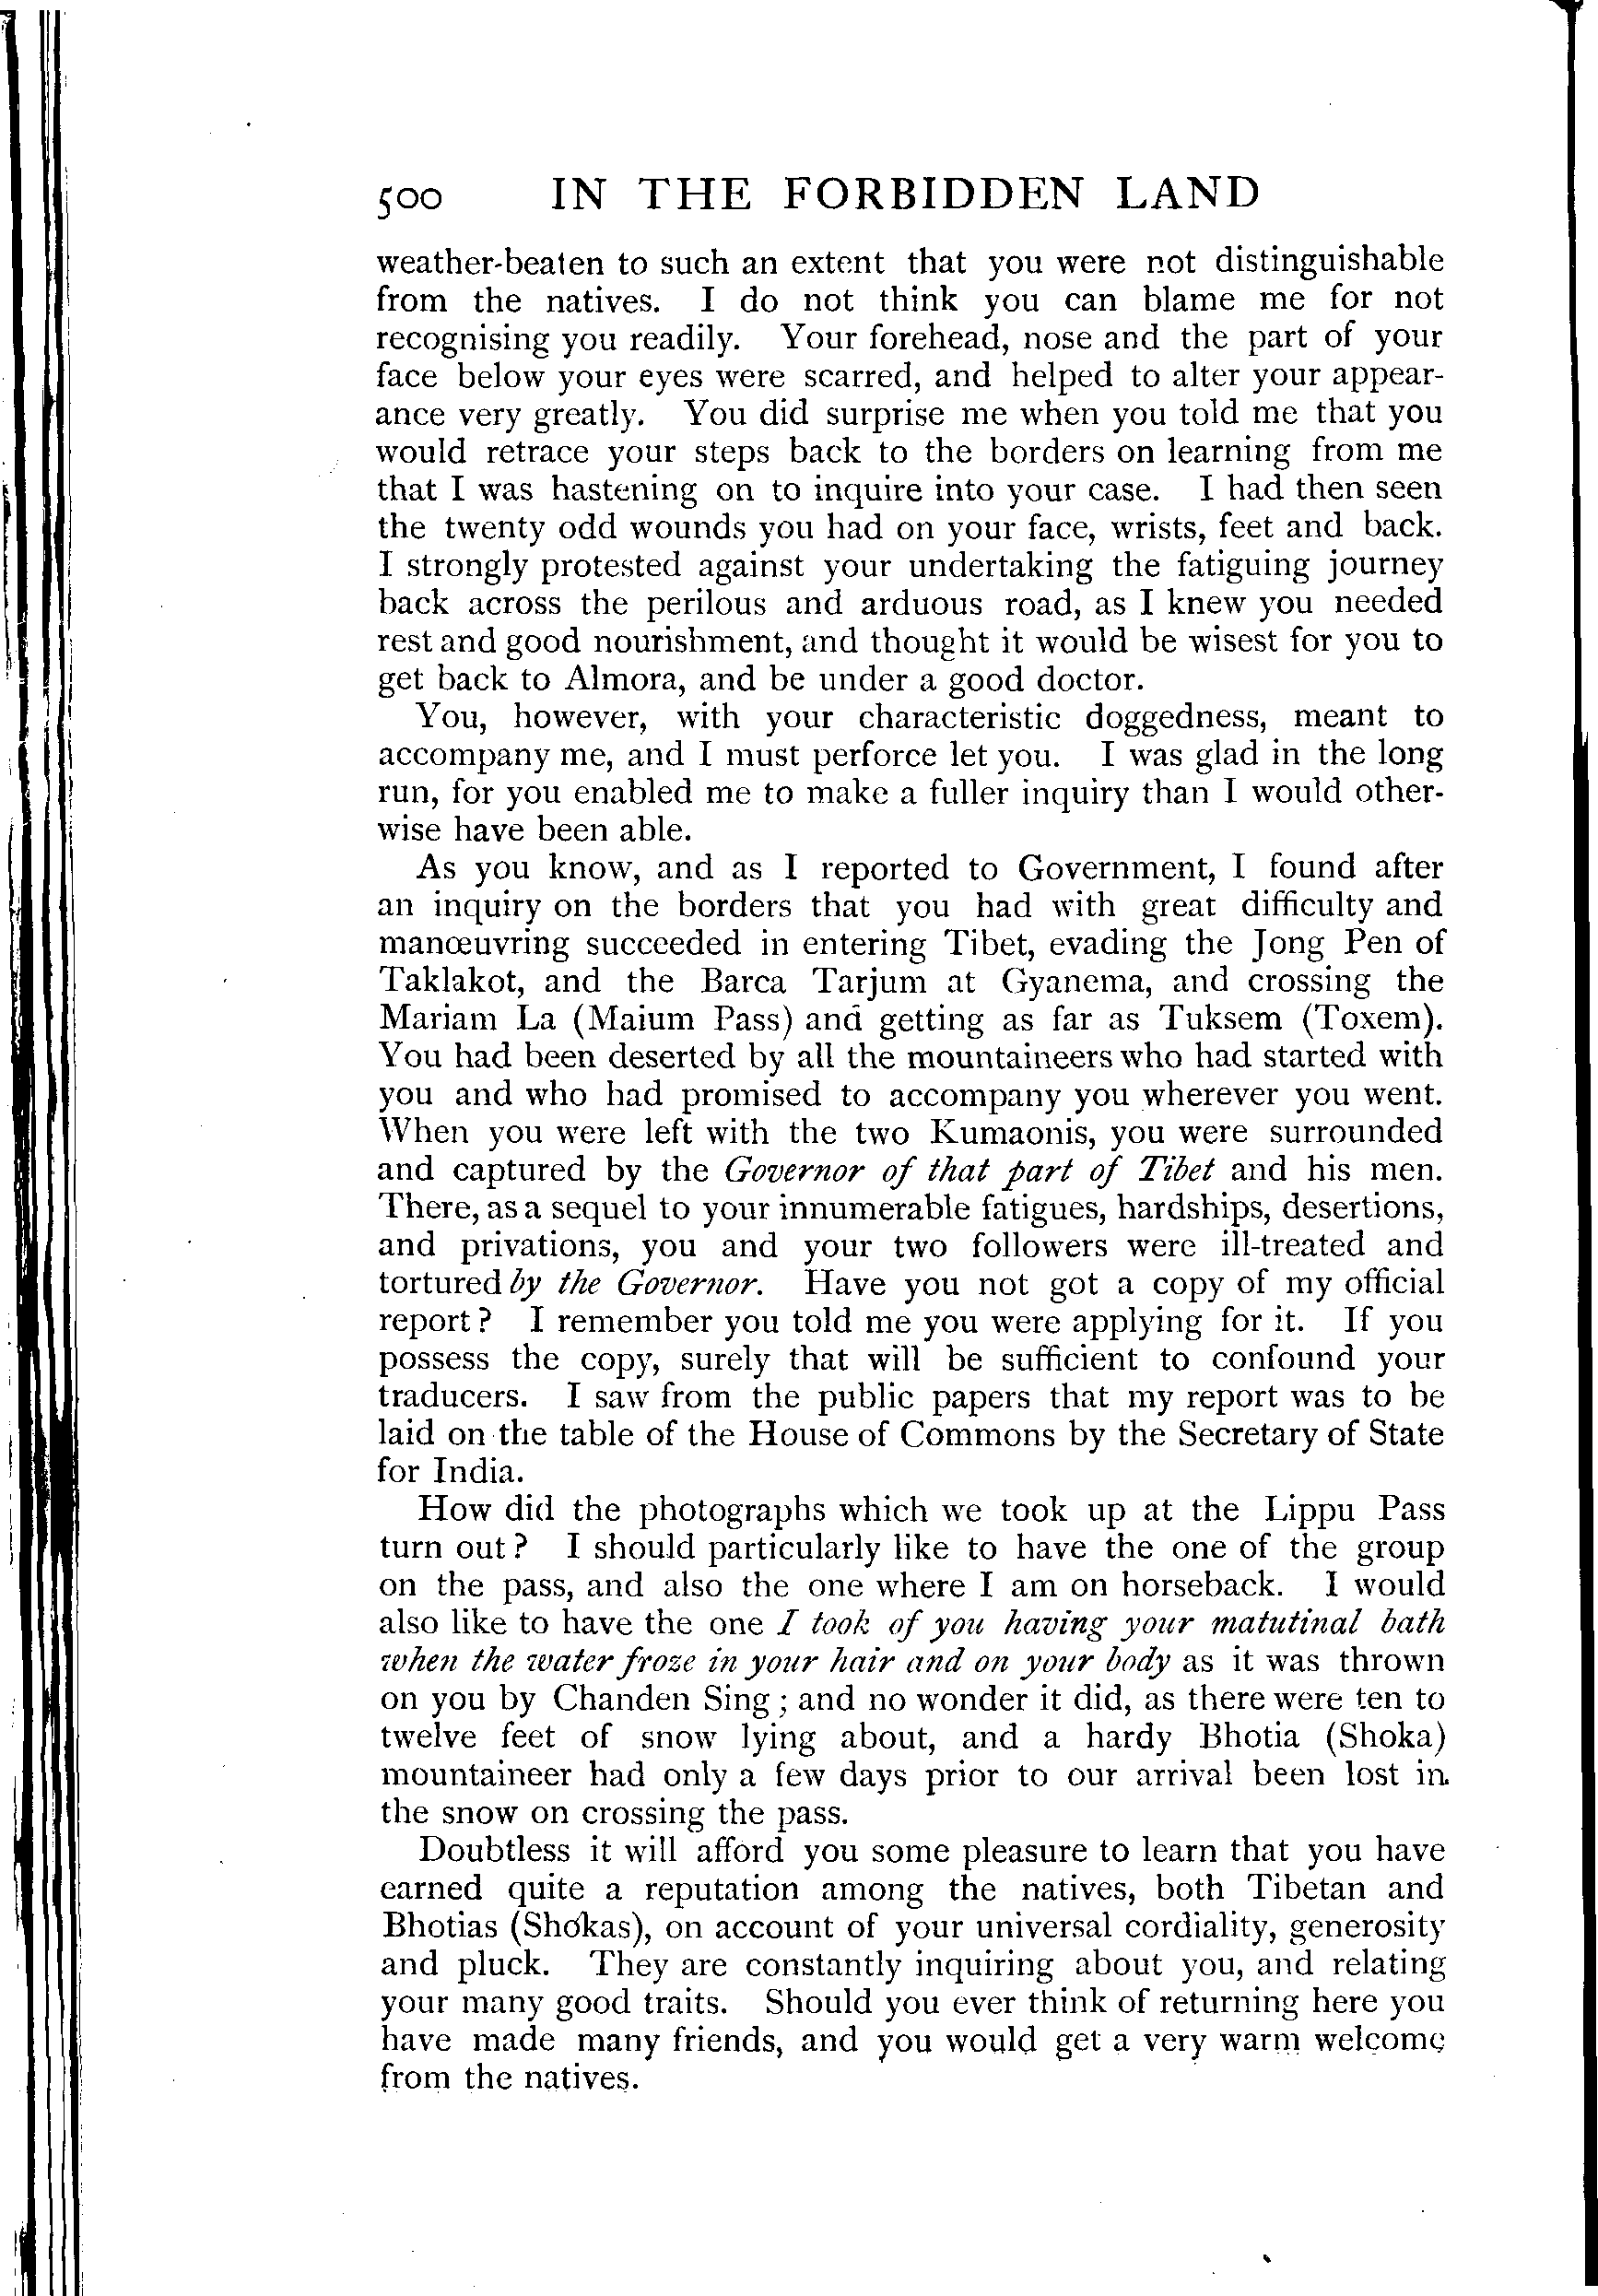 500 IN THE FORBIDDEN LAND
weather-beaten to such an extent that you were not distinguishable
from the natives. I do not think you can blame me for not
recognising you readily. Your forehead, nose and the part of your
face below your eyes were scarred, and helped to alter your appear-
ance very greatly. You did surprise me when you told me that you
would retrace your steps back to the borders on learning from me
that I was hastening on to inquire into your case. I had then seen
the twenty odd wounds you had on your face, wrists, feet and back.
I strongly protested against your undertaking the fatiguing journey
back across the perilous and arduous road, as I knew you needed
rest and good nourishment, and thought it would be wisest for you to
get back to Almora, and be under a good doctor.
You, however, with your characteristic doggedness, meant to
accompany me, and I must perforce let you. I was glad in the long
run, for you enabled me to make a fuller inquiry than I would other-
wise have been able.
As you know, and as I reported to Government, I found after
an inquiry on the borders that you had with great difficulty and
manœuvring succeeded in entering Tibet, evading the Jong Pen of
Taklakot, and the Barca Tarjum at Gyanema, and crossing the
Mariam La (Maium Pass) and getting as far as Tuksem (Toxem).
You had been deserted by all the mountaineers who had started with
you and who had promised to accompany you wherever you went.
When you were left with the two Kumaonis, you were surrounded
and captured by the Governor of that part of Tibet and his men.
There, as a sequel to your innumerable fatigues, hardships, desertions,
and privations, you and your two followers were ill-treated and
tortured by the Governor. Have you not got a copy of my official
report? I remember you told me you were applying for it. If you
possess the copy, surely that will be sufficient to confound your
traducers. I saw from the public papers that my report was to be
laid on the table of the House of Commons by the Secretary of State
for India.
How did the photographs which we took up at the Lippu Pass
turn out? I should particularly like to have the one of the group
on the pass, and also the one where I am on horseback. I would
also like to have the one I took of you having your matutinal bath
when the water froze in your hair and on your body as it was thrown
on you by Chanden Sing; and no wonder it did, as there were ten to
twelve feet of snow lying about, and a hardy Bhotia (Shoka)
mountaineer had only a few days prior to our arrival been lost in
the snow on crossing the pass.
Doubtless it will afford you some pleasure to learn that you have
earned quite a reputation among the natives, both Tibetan and
Bhotias (Shokas), on account of your universal cordiality, generosity
and pluck. They are constantly inquiring about you, and relating
your many good traits. Should you ever think of returning here you
have made many friends, and you would get a very warm welcome
from the natives.